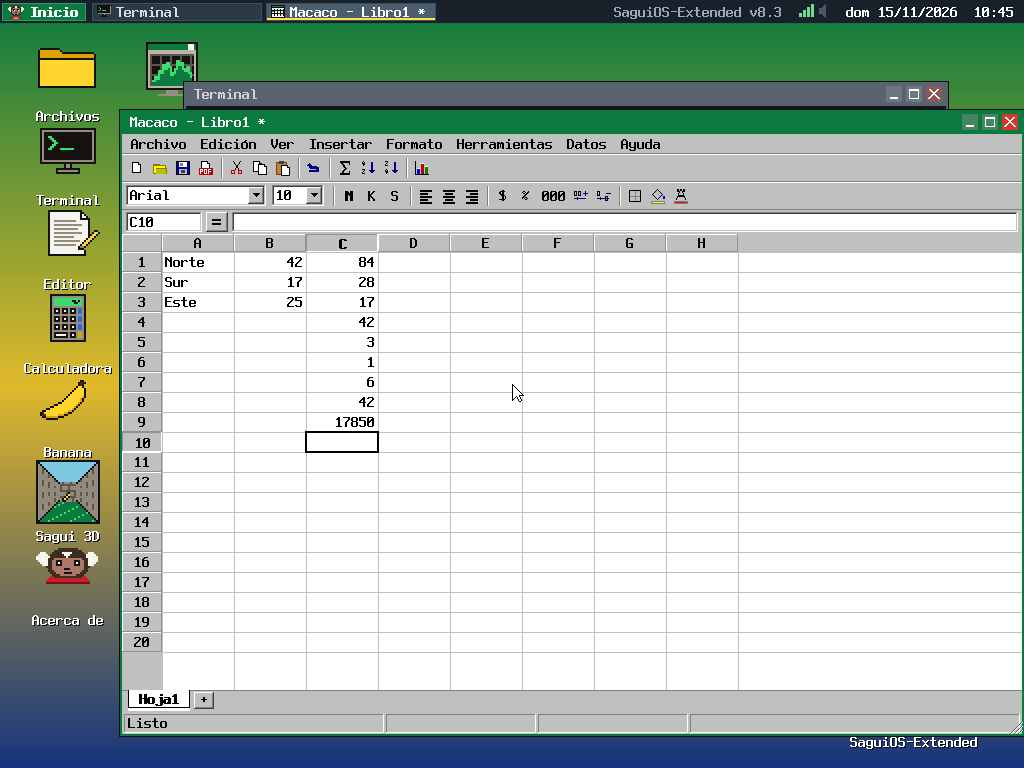 Inicio Terminal Macaco - Libro1 * SaguiOS-Extended v8.3 dom 15/11/2026 10:45
Terminal
Macaco - Libro1 *
Archivo Edición Ver Insertar Formato Herramientas Datos Ayuda
PDF
Arial 10 N K S $ % 000
C10 =
A B C D E F G H
1 Norte 42 84
2 Sur 17 28
3 Este 25 17
4 42
5 3
6 1
7 6
8 42
9 17850
10
11
12
13
14
15
16
17
18
19
20
Hoja1 +
Listo
Archivos
Terminal
Editor
Calculadora
Banana
Sagui 3D
Acerca de
SaguiOS-Extended